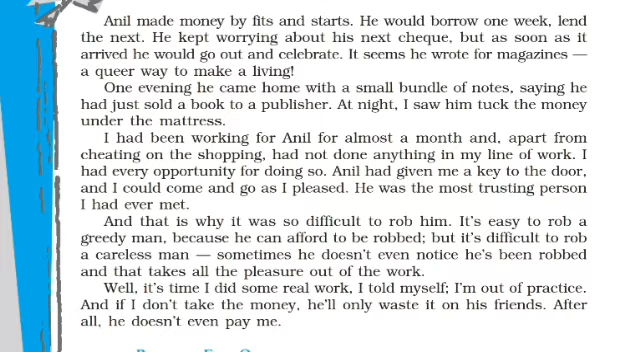 Anil made money by fits and starts. He would borrow one week, lend
the next. He kept worrying about his next cheque, but as soon as it
arrived he would go out and celebrate. It seems he wrote for magazines —
a queer way to make a living!
One evening he came home with a small bundle of notes, saying he
had just sold a book to a publisher. At night, I saw him tuck the money
under the mattress.
I had been working for Anil for almost a month and, apart from
cheating on the shopping, had not done anything in my line of work. I
had every opportunity for doing so. Anil had given me a key to the door,
and I could come and go as I pleased. He was the most trusting person
I had ever met.
And that is why it was so difficult to rob him. It's easy to rob a
greedy man, because he can afford to be robbed; but it's difficult to rob
a careless man — sometimes he doesn't even notice he's been robbed
and that takes all the pleasure out of the work.
Well, it's time I did some real work, I told myself; I'm out of practice.
And if I don't take the money, he'll only waste it on his friends. After
all, he doesn't even pay me.